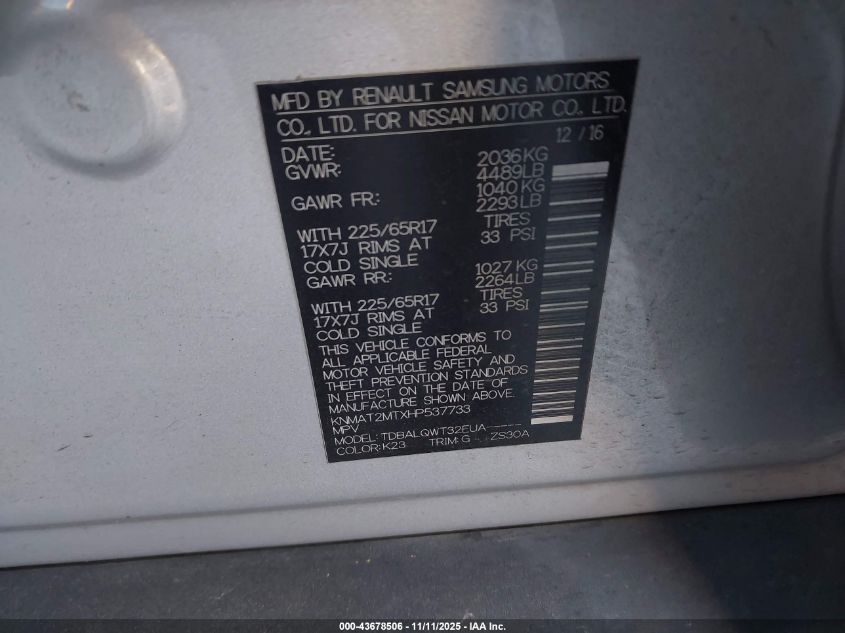 MFD BY RENAULT SAMSUNG MOTORS
CO., LTD. FOR NISSAN MOTOR CO., LTD.
DATE: 12 / 16
GVWR: 2036KG
4489LB
GAWR FR: 1040KG
2293LB
WITH 225/65R17 TIRES
17X7J RIMS AT 33 PSI
COLD SINGLE
GAWR RR: 1027KG
2264LB
WITH 225/65R17 TIRES
17X7J RIMS AT 33 PSI
COLD SINGLE
THIS VEHICLE CONFORMS TO
ALL APPLICABLE FEDERAL
MOTOR VEHICLE SAFETY AND
THEFT PREVENTION STANDARDS
IN EFFECT ON THE DATE OF
MANUFACTURE SHOWN ABOVE.
KNMAT2MTXHP537733
MPV
MODEL: TDBALQWT32EUA-----
COLOR: K23 TRIM: G ZS30A
000-43678506 - 11/11/2025 - IAA Inc.